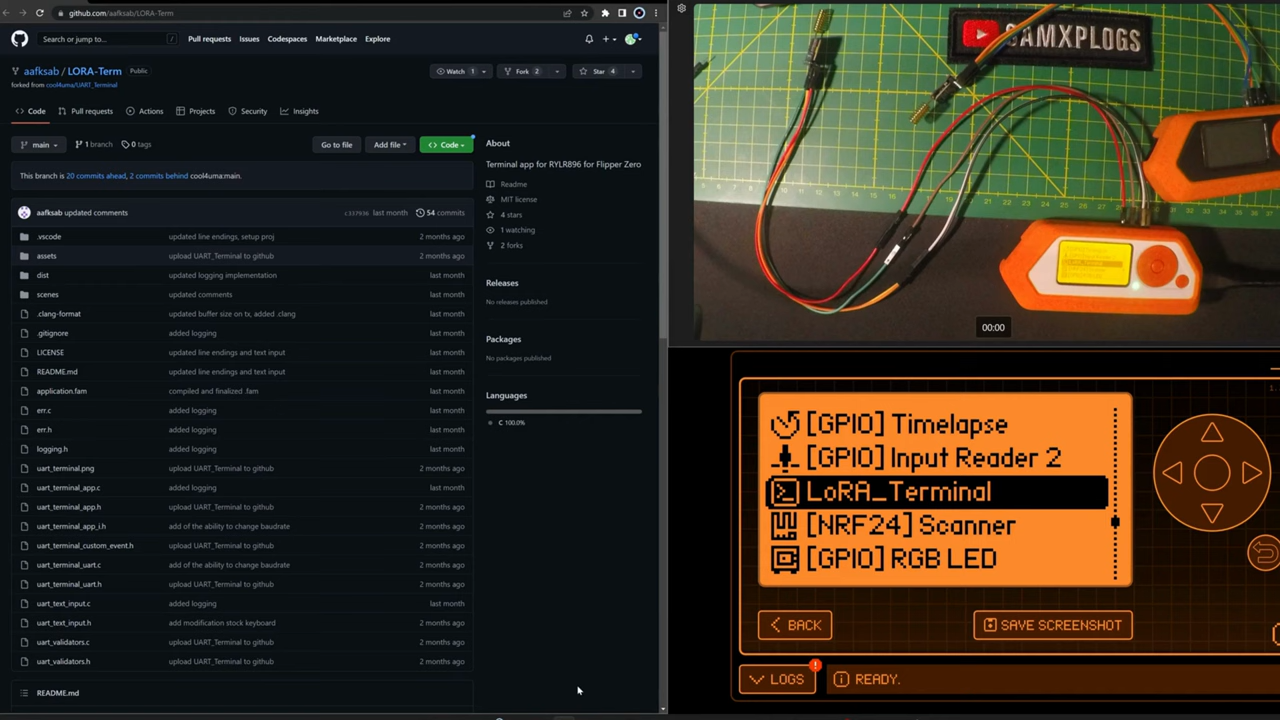 github.com/aafksab/LORA-Term
Search or jump to...
/
Pull requests Issues Codespaces Marketplace Explore
aafksab / LORA-Term Public
forked from cool4uma/UART_Terminal
Watch 1
Fork 2
Star 4
Code Pull requests Actions Projects Security Insights
main
1 branch
0 tags
Go to file
Add file
Code
This branch is 20 commits ahead, 2 commits behind cool4uma:main.
aafksab updated comments c337936 last month 54 commits
.vscode updated line endings, setup proj 2 months ago
assets upload UART_Terminal to github 2 months ago
dist updated logging implementation last month
scenes updated comments last month
.clang-format updated buffer size on tx, added .clang last month
.gitignore added logging last month
LICENSE updated line endings and text input last month
README.md updated line endings and text input last month
application.fam compiled and finalized .fam last month
err.c added logging last month
err.h added logging last month
logging.h added logging last month
uart_terminal.png upload UART_Terminal to github 2 months ago
uart_terminal_app.c added logging last month
uart_terminal_app.h upload UART_Terminal to github 2 months ago
uart_terminal_app_i.h add of the ability to change baudrate 2 months ago
uart_terminal_custom_event.h upload UART_Terminal to github 2 months ago
uart_terminal_uart.c add of the ability to change baudrate 2 months ago
uart_terminal_uart.h upload UART_Terminal to github 2 months ago
uart_text_input.c added logging last month
uart_text_input.h add modification stock keyboard 2 months ago
uart_validators.c upload UART_Terminal to github 2 months ago
uart_validators.h upload UART_Terminal to github 2 months ago
README.md
About
Terminal app for RYLR896 for Flipper Zero
Readme
MIT license
4 stars
1 watching
2 forks
Releases
No releases published
Packages
No packages published
Languages
C 100.0%
SAMXPLOGS
00:00
[GPIO] Timelapse
[GPIO] Input Reader 2
LoRA_Terminal
[NRF24] Scanner
[GPIO] RGB LED
BACK
SAVE SCREENSHOT
LOGS
READY.